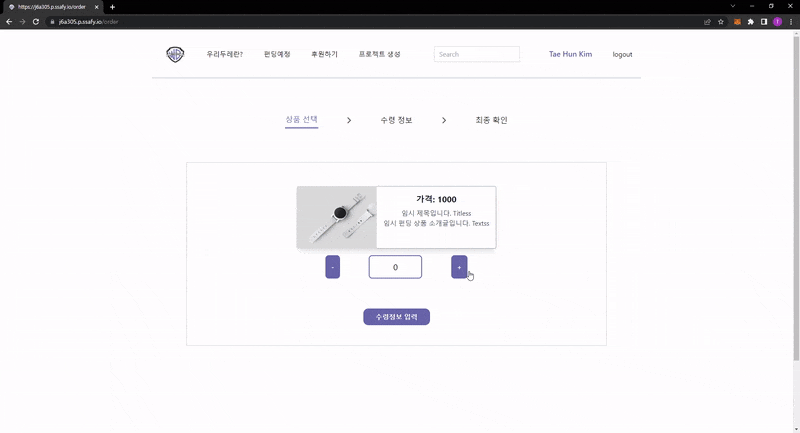 https://j6a305.p.ssafy.io/order
j6a305.p.ssafy.io/order
우리두레란? 펀딩예정 후원하기 프로젝트 생성 Search Tae Hun Kim logout
상품 선택 > 수령 정보 > 최종 확인
가격: 1000
임시 제목입니다. Titless
임시 펀딩 상품 소개글입니다. Textss
- 0 +
수령정보 입력